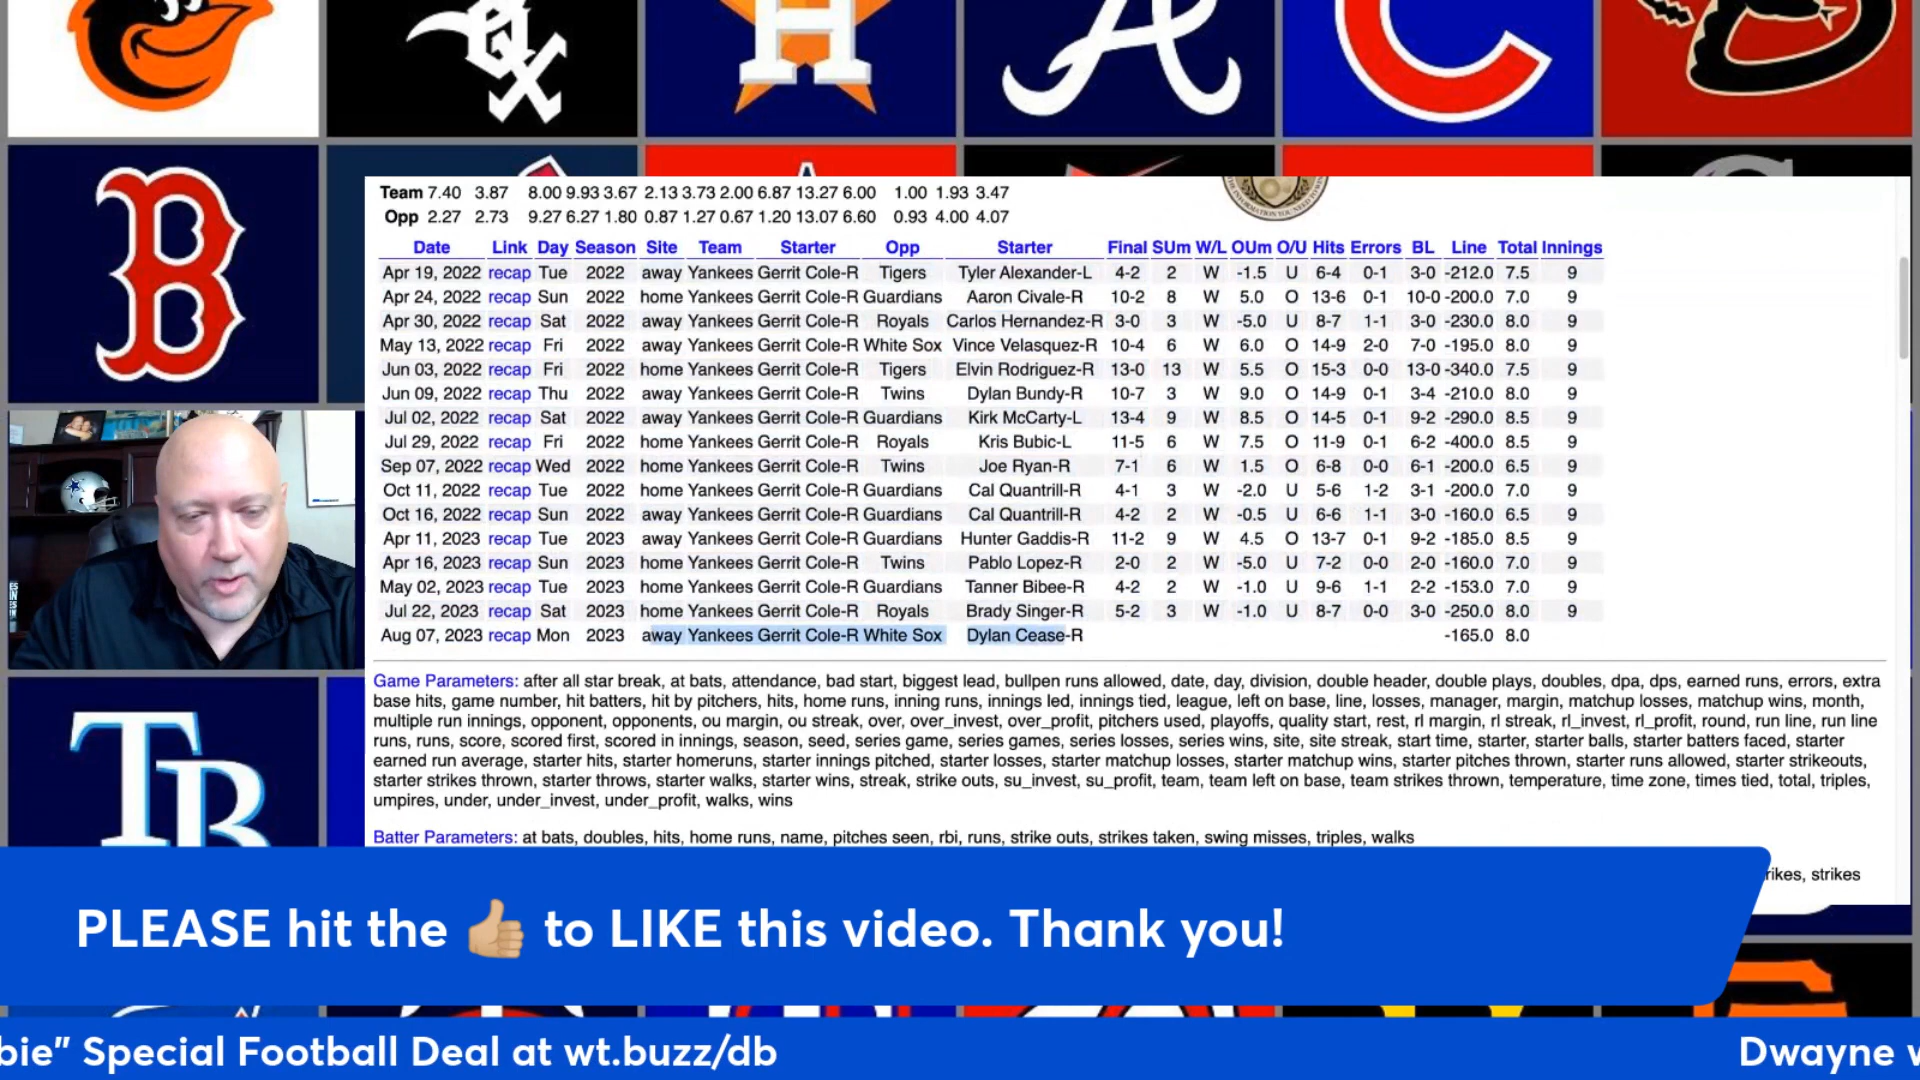 Team 7.40 3.87 8.00 9.93 3.67 2.13 3.73 2.00 6.87 13.27 6.00 1.00 1.93 3.47
Opp 2.27 2.73 9.27 6.27 1.80 0.87 1.27 0.67 1.20 13.07 6.60 0.93 4.00 4.07
Date Link Day Season Site Team Starter Opp Starter Final SUm W/L OUm O/U Hits Errors BL Line Total Innings
Apr 19, 2022 recap Tue 2022 away Yankees Gerrit Cole-R Tigers Tyler Alexander-L 4-2 2 W -1.5 U 6-4 0-1 3-0 -212.0 7.5 9
Apr 24, 2022 recap Sun 2022 home Yankees Gerrit Cole-R Guardians Aaron Civale-R 10-2 8 W 5.0 O 13-6 0-1 10-0 -200.0 7.0 9
Apr 30, 2022 recap Sat 2022 away Yankees Gerrit Cole-R Royals Carlos Hernandez-R 3-0 3 W -5.0 U 8-7 1-1 3-0 -230.0 8.0 9
May 13, 2022 recap Fri 2022 away Yankees Gerrit Cole-R White Sox Vince Velasquez-R 10-4 6 W 6.0 O 14-9 2-0 7-0 -195.0 8.0 9
Jun 03, 2022 recap Fri 2022 home Yankees Gerrit Cole-R Tigers Elvin Rodriguez-R 13-0 13 W 5.5 O 15-3 0-0 13-0 -340.0 7.5 9
Jun 09, 2022 recap Thu 2022 away Yankees Gerrit Cole-R Twins Dylan Bundy-R 10-7 3 W 9.0 O 14-9 0-1 3-4 -210.0 8.0 9
Jul 02, 2022 recap Sat 2022 away Yankees Gerrit Cole-R Guardians Kirk McCarty-L 13-4 9 W 8.5 O 14-5 0-1 9-2 -290.0 8.5 9
Jul 29, 2022 recap Fri 2022 home Yankees Gerrit Cole-R Royals Kris Bubic-L 11-5 6 W 7.5 O 11-9 0-1 6-2 -400.0 8.5 9
Sep 07, 2022 recap Wed 2022 home Yankees Gerrit Cole-R Twins Joe Ryan-R 7-1 6 W 1.5 O 6-8 0-0 6-1 -200.0 6.5 9
Oct 11, 2022 recap Tue 2022 home Yankees Gerrit Cole-R Guardians Cal Quantrill-R 4-1 3 W -2.0 U 5-6 1-2 3-1 -200.0 7.0 9
Oct 16, 2022 recap Sun 2022 away Yankees Gerrit Cole-R Guardians Cal Quantrill-R 4-2 2 W -0.5 U 6-6 1-1 3-0 -160.0 6.5 9
Apr 11, 2023 recap Tue 2023 away Yankees Gerrit Cole-R Guardians Hunter Gaddis-R 11-2 9 W 4.5 O 13-7 0-1 9-2 -185.0 8.5 9
Apr 16, 2023 recap Sun 2023 home Yankees Gerrit Cole-R Twins Pablo Lopez-R 2-0 2 W -5.0 U 7-2 0-0 2-0 -160.0 7.0 9
May 02, 2023 recap Tue 2023 home Yankees Gerrit Cole-R Guardians Tanner Bibee-R 4-2 2 W -1.0 U 9-6 1-1 2-2 -153.0 7.0 9
Jul 22, 2023 recap Sat 2023 home Yankees Gerrit Cole-R Royals Brady Singer-R 5-2 3 W -1.0 U 8-7 0-0 3-0 -250.0 8.0 9
Aug 07, 2023 recap Mon 2023 away Yankees Gerrit Cole-R White Sox Dylan Cease-R -165.0 8.0
Game Parameters: after all star break, at bats, attendance, bad start, biggest lead, bullpen runs allowed, date, day, division, double header, double plays, doubles, dpa, dps, earned runs, errors, extra
base hits, game number, hit batters, hit by pitchers, hits, home runs, inning runs, innings led, innings tied, league, left on base, line, losses, manager, margin, matchup losses, matchup wins, month,
multiple run innings, opponent, opponents, ou margin, ou streak, over, over_invest, over_profit, pitchers used, playoffs, quality start, rest, rl margin, rl streak, rl_invest, rl_profit, round, run line, run line
runs, runs, score, scored first, scored in innings, season, seed, series game, series games, series losses, series wins, site, site streak, start time, starter, starter balls, starter batters faced, starter
earned run average, starter hits, starter homeruns, starter innings pitched, starter losses, starter matchup losses, starter matchup wins, starter pitches thrown, starter runs allowed, starter strikeouts,
starter strikes thrown, starter throws, starter walks, starter wins, streak, strike outs, su_invest, su_profit, team, team left on base, team strikes thrown, temperature, time zone, times tied, total, triples,
umpires, under, under_invest, under_profit, walks, wins
Batter Parameters: at bats, doubles, hits, home runs, name, pitches seen, rbi, runs, strike outs, strikes taken, swing misses, triples, walks
rikes, strikes
PLEASE hit the 👍🏼 to LIKE this video. Thank you!
bie" Special Football Deal at wt.buzz/db
Dwayne
B
TB